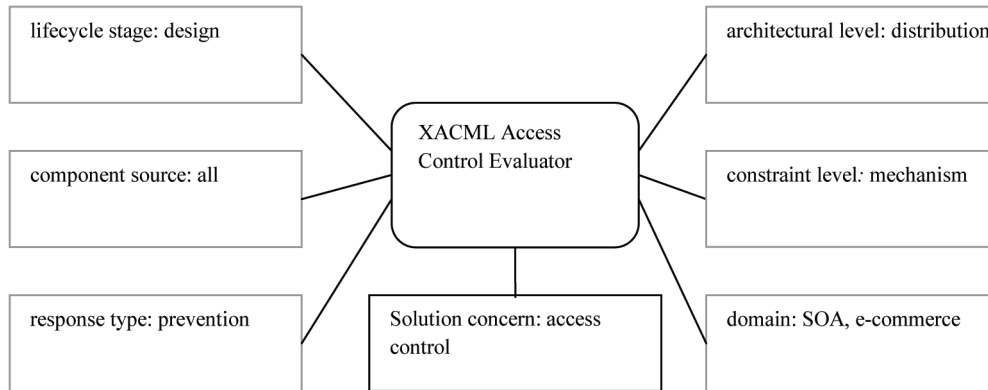 lifecycle stage: design
architectural level: distribution
XACML Access
Control Evaluator
component source: all
constraint level: mechanism
response type: prevention
Solution concern: access
control
domain: SOA, e-commerce